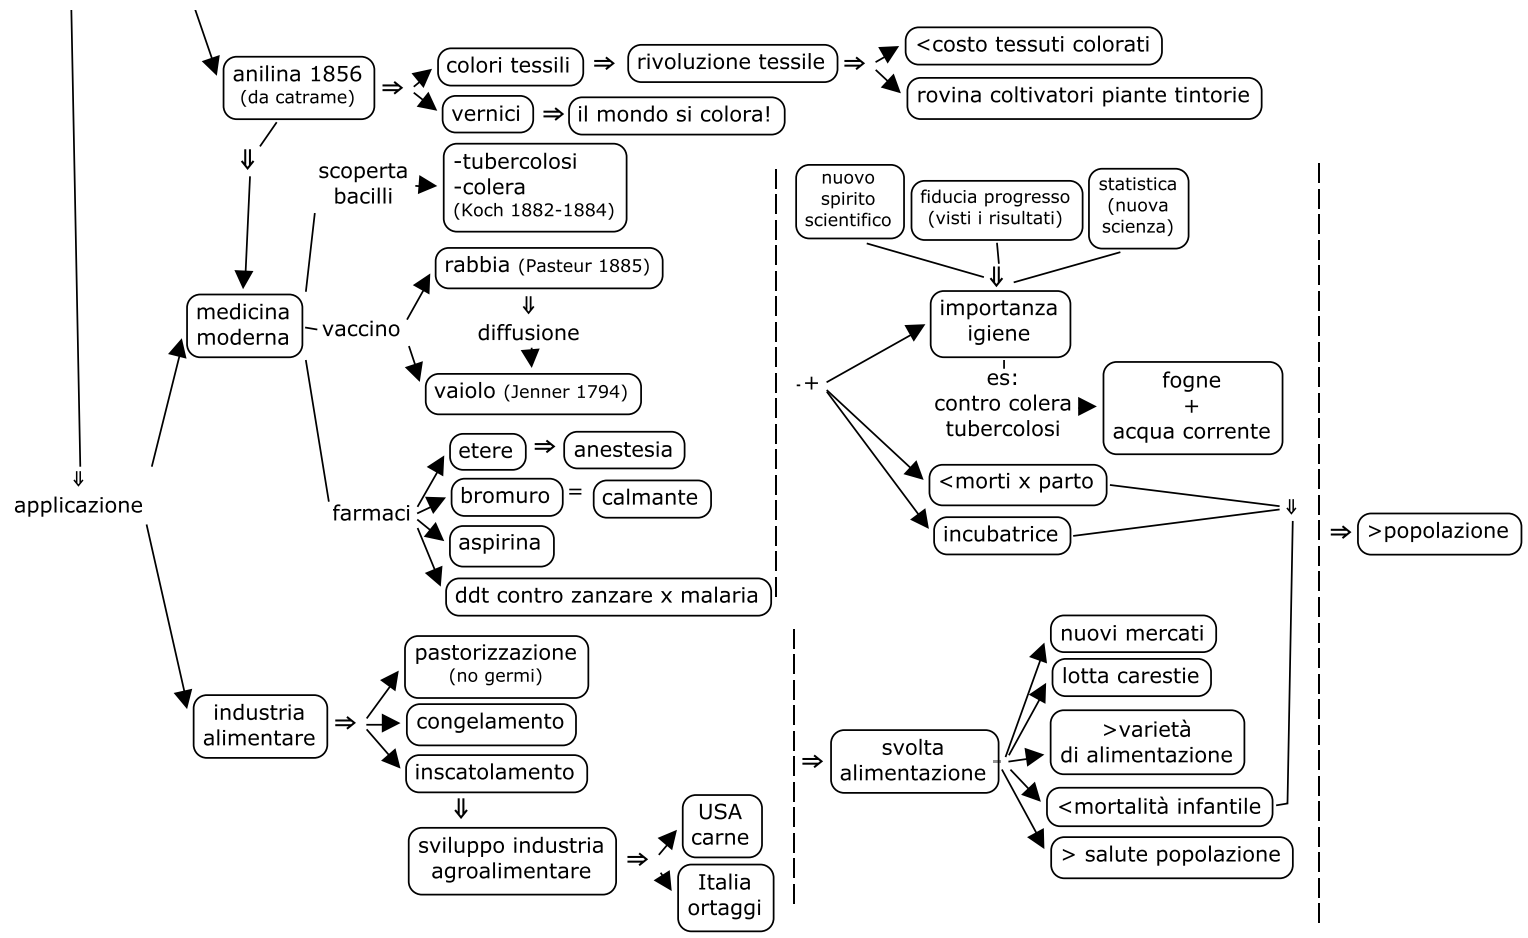 anilina 1856
(da catrame)
⇒
colori tessili
⇒
rivoluzione tessile
⇒
<costo tessuti colorati
rovina coltivatori piante tintorie
vernici
⇒
il mondo si colora!
⇓
scoperta
bacilli
-tubercolosi
-colera
(Koch 1882-1884)
medicina
moderna
vaccino
rabbia (Pasteur 1885)
⇓
diffusione
vaiolo (Jenner 1794)
farmaci
etere
⇒
anestesia
bromuro
=
calmante
aspirina
ddt contro zanzare x malaria
nuovo
spirito
scientifico
fiducia progresso
(visti i risultati)
statistica
(nuova
scienza)
⇓
importanza
igiene
+
es:
contro colera
tubercolosi
fogne
+
acqua corrente
<morti x parto
incubatrice
⇓
⇒
>popolazione
⇓
applicazione
industria
alimentare
⇒
pastorizzazione
(no germi)
congelamento
inscatolamento
⇓
sviluppo industria
agroalimentare
⇒
USA
carne
Italia
ortaggi
⇒
svolta
alimentazione
nuovi mercati
lotta carestie
>varietà
di alimentazione
<mortalità infantile
> salute popolazione